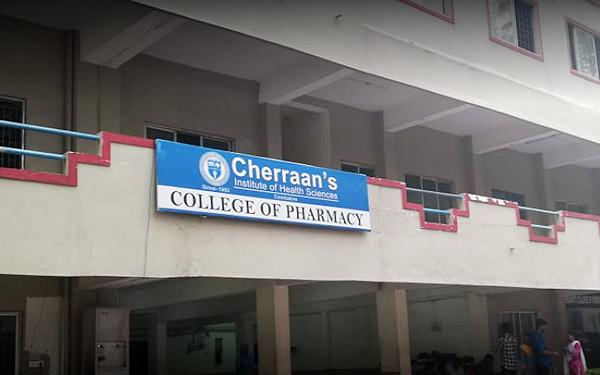 Cherraan's
Institute of Health Sciences
Since-1992
Coimbatore
COLLEGE OF PHARMACY